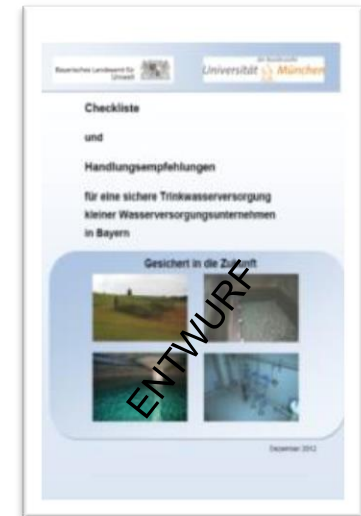 Bayerisches Landesamt für
Umwelt
Universität München
Checkliste
und
Handlungsempfehlungen
für eine sichere Trinkwasserversorgung
kleiner Wasserversorgungsunternehmen
in Bayern
Gesichert in die Zukunft
ENTWURF
Dezember 2012